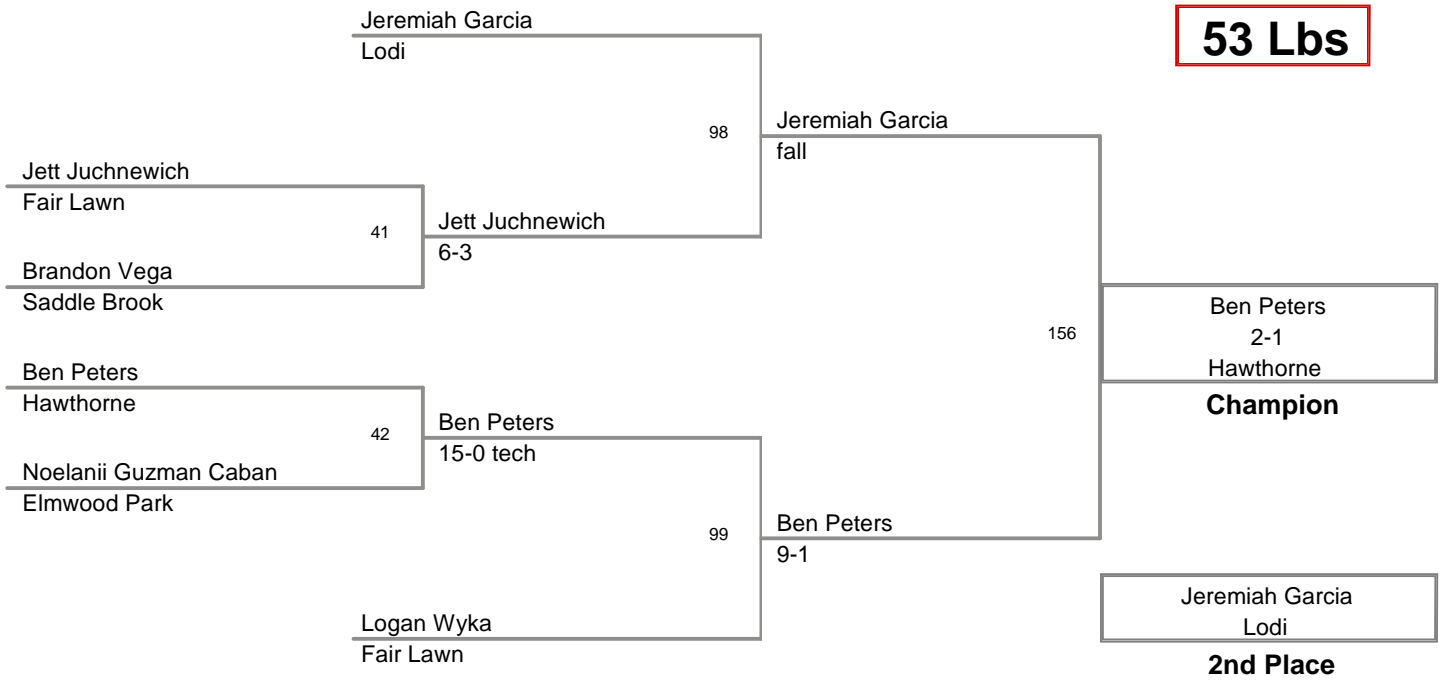 Jeremiah Garcia
Lodi
53 Lbs
98
Jeremiah Garcia
fall
Jett Juchnewich
Fair Lawn
41
Jett Juchnewich
6-3
Brandon Vega
Saddle Brook
156
Ben Peters
2-1
Hawthorne
Champion
Ben Peters
Hawthorne
42
Ben Peters
15-0 tech
Noelanii Guzman Caban
Elmwood Park
99
Ben Peters
9-1
Logan Wyka
Fair Lawn
Jeremiah Garcia
Lodi
2nd Place